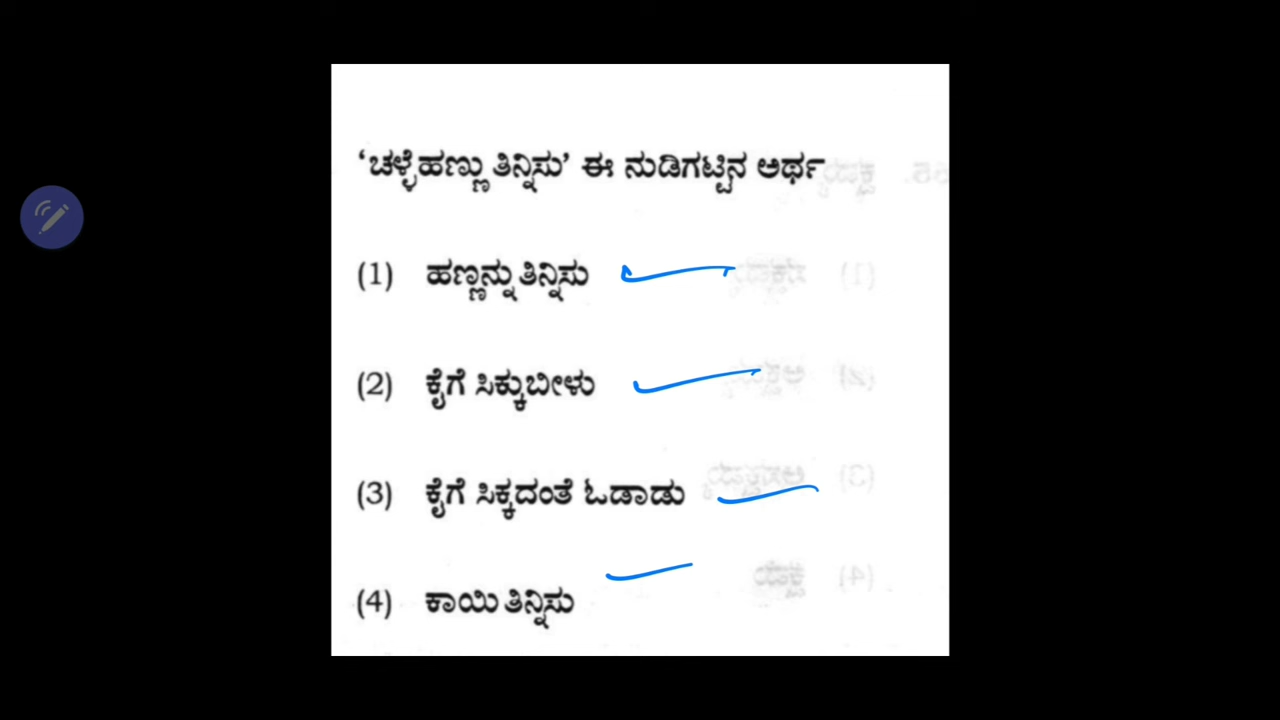 ‘ಚಳ್ಳೆಹಣ್ಣು ತಿನ್ನಿಸು’ ಈ ನುಡಿಗಟ್ಟಿನ ಅರ್ಥ
(1) ಹಣ್ಣನ್ನು ತಿನ್ನಿಸು
(2) ಕೈಗೆ ಸಿಕ್ಕುಬೀಳು
(3) ಕೈಗೆ ಸಿಕ್ಕದಂತೆ ಓಡಾಡು
(4) ಕಾಯಿ ತಿನ್ನಿಸು